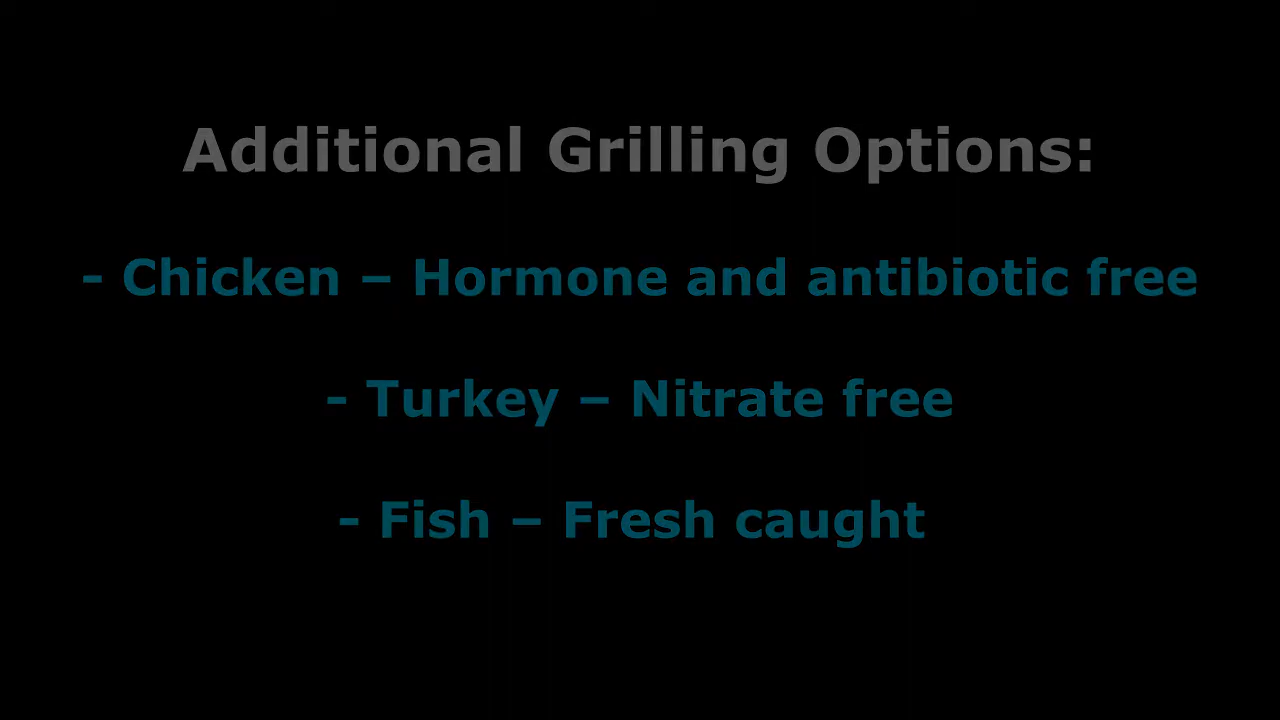 Additional Grilling Options:
- Chicken – Hormone and antibiotic free
- Turkey – Nitrate free
- Fish – Fresh caught